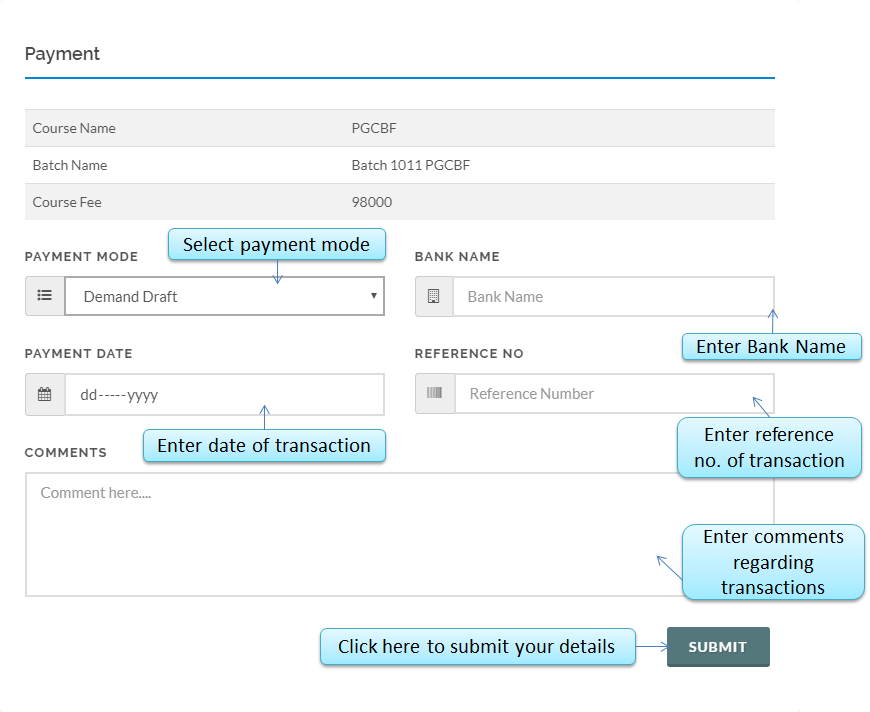 Payment
Course Name PGCBF
Batch Name Batch 1011 PGCBF
Course Fee 98000
Select payment mode
PAYMENT MODE BANK NAME
Demand Draft Bank Name
Enter Bank Name
PAYMENT DATE REFERENCE NO
dd-----yyyy Reference Number
Enter date of transaction
Enter reference
no. of transaction
COMMENTS
Comment here....
Enter comments
regarding
transactions
Click here to submit your details SUBMIT